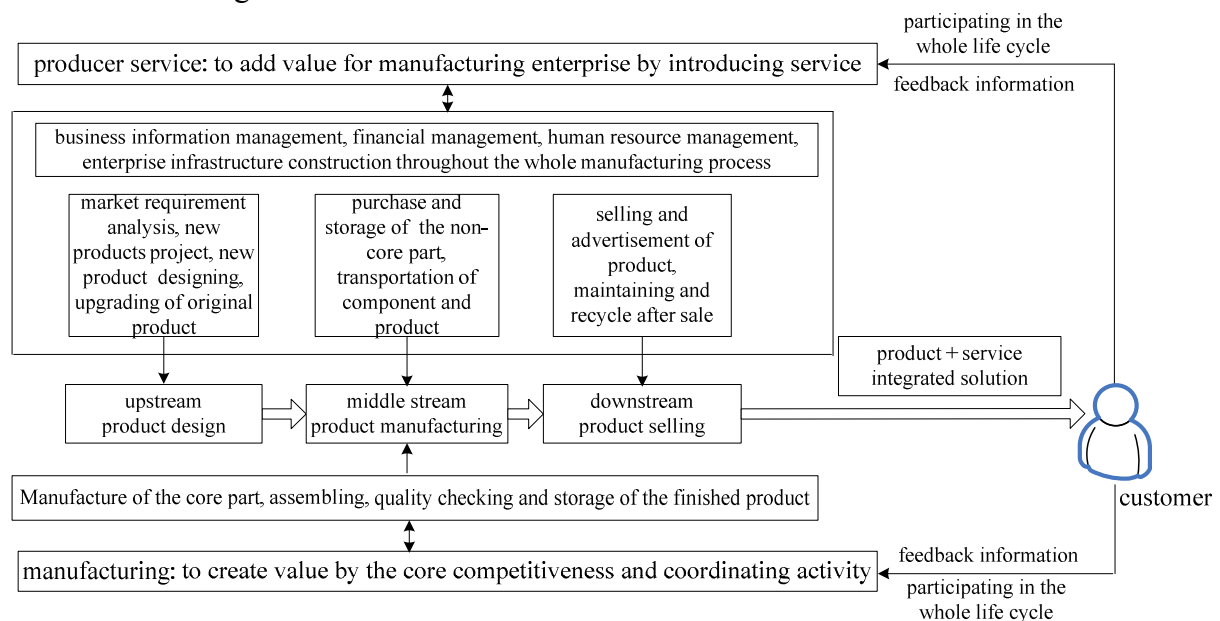 participating in the
whole life cycle
producer service: to add value for manufacturing enterprise by introducing service
feedback information
business information management, financial management, human resource management,
enterprise infrastructure construction throughout the whole manufacturing process
market requirement
analysis, new
products project, new
product designing,
upgrading of original
product
purchase and
storage of the non-
core part,
transportation of
component and
product
selling and
advertisement of
product,
maintaining and
recycle after sale
product + service
integrated solution
upstream
product design
middle stream
product manufacturing
downstream
product selling
customer
Manufacture of the core part, assembling, quality checking and storage of the finished product
manufacturing: to create value by the core competitiveness and coordinating activity
feedback information
participating in the
whole life cycle